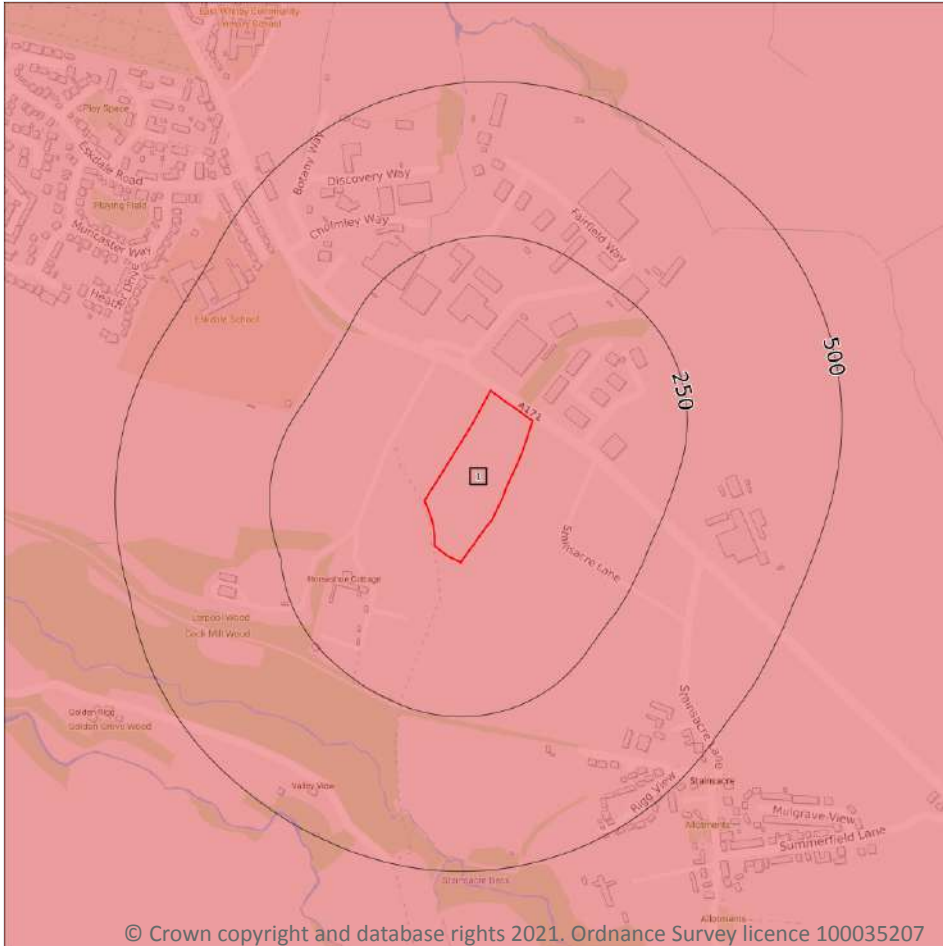 East Whitby Community
Primary School
Play Space
Eskdale Road
Playing Field
Muncaster Way
Heather Drive
Eskdale School
Botany Way
Discovery Way
Cholmley Way
Fairfield Way
500
250
A171
1
Stainsacre Lane
Horseshoe Cottage
Larpool Wood
Cock Mill Wood
Golden Rigg
Golden Grove Wood
Valley View
Stainsacre Lane
Stainsacre
Rigg View
Mulgrave View
Allotments
Summerfield Lane
Stainsacre Beck
Allotments
© Crown copyright and database rights 2021. Ordnance Survey licence 100035207